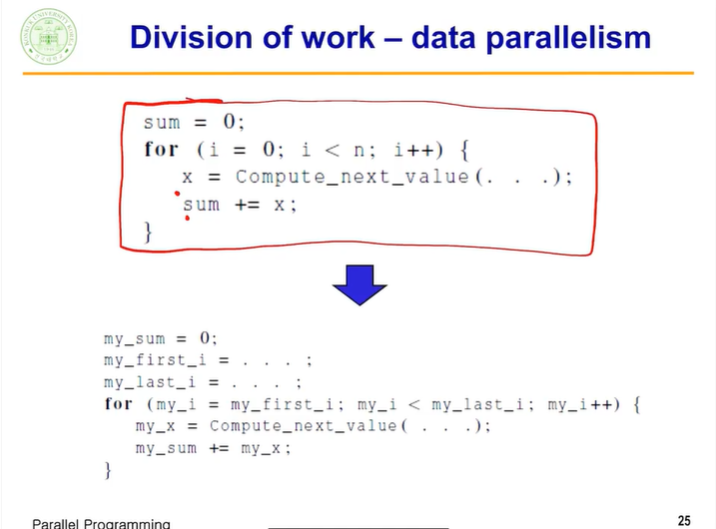 Division of work – data parallelism
sum = 0;
for (i = 0; i < n; i++) {
x = Compute_next_value(. . .);
sum += x;
}
my_sum = 0;
my_first_i = . . . ;
my_last_i = . . . ;
for (my_i = my_first_i; my_i < my_last_i; my_i++) {
my_x = Compute_next_value( . . .);
my_sum += my_x;
}
Parallel Programming
25